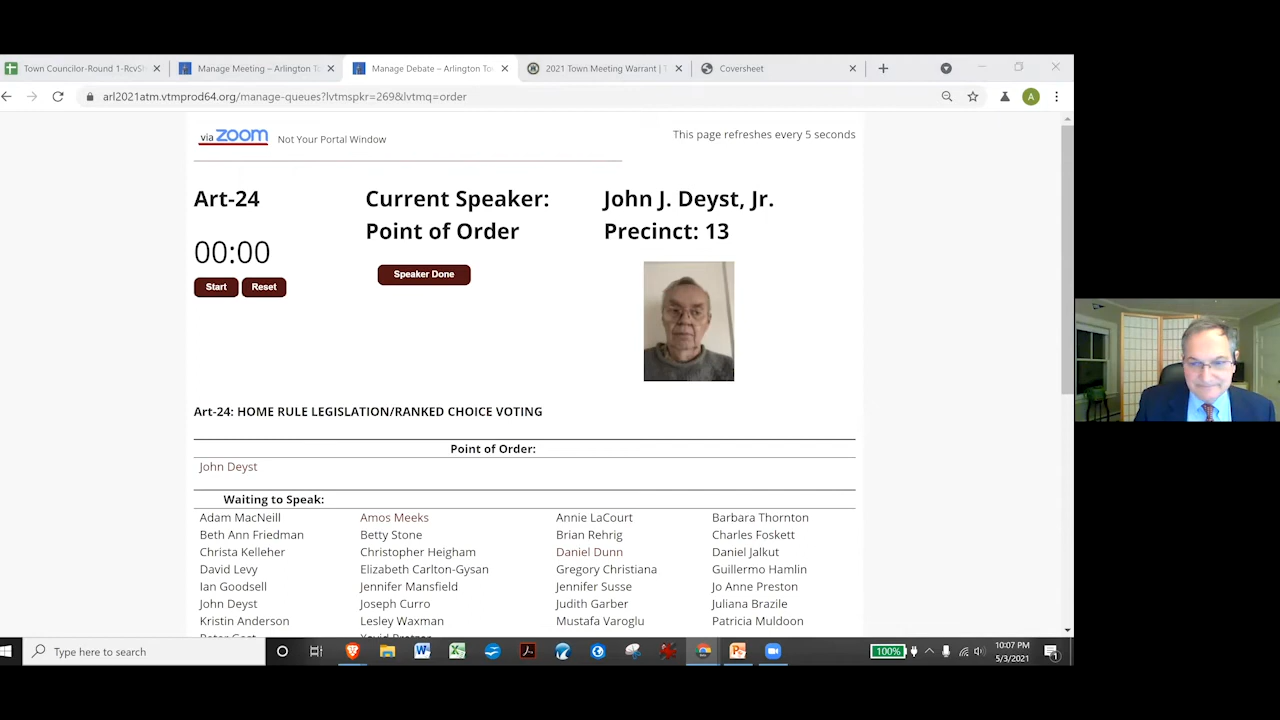 Town Councilor-Round 1-RcvS
Manage Meeting – Arlington To
Manage Debate – Arlington To
2021 Town Meeting Warrant | T
Coversheet
arl2021atm.vtmprod64.org/manage-queues?lvtmspkr=269&lvtmq=order
A
via zoom Not Your Portal Window
This page refreshes every 5 seconds
Art-24 Current Speaker: John J. Deyst, Jr.
Point of Order Precinct: 13
00:00
Start Reset Speaker Done
Art-24: HOME RULE LEGISLATION/RANKED CHOICE VOTING
Point of Order:
John Deyst
Waiting to Speak:
Adam MacNeill Amos Meeks Annie LaCourt Barbara Thornton
Beth Ann Friedman Betty Stone Brian Rehrig Charles Foskett
Christa Kelleher Christopher Heigham Daniel Dunn Daniel Jalkut
David Levy Elizabeth Carlton-Gysan Gregory Christiana Guillermo Hamlin
Ian Goodsell Jennifer Mansfield Jennifer Susse Jo Anne Preston
John Deyst Joseph Curro Judith Garber Juliana Brazile
Kristin Anderson Lesley Waxman Mustafa Varoglu Patricia Muldoon
Type here to search
100%
10:07 PM
5/3/2021
1